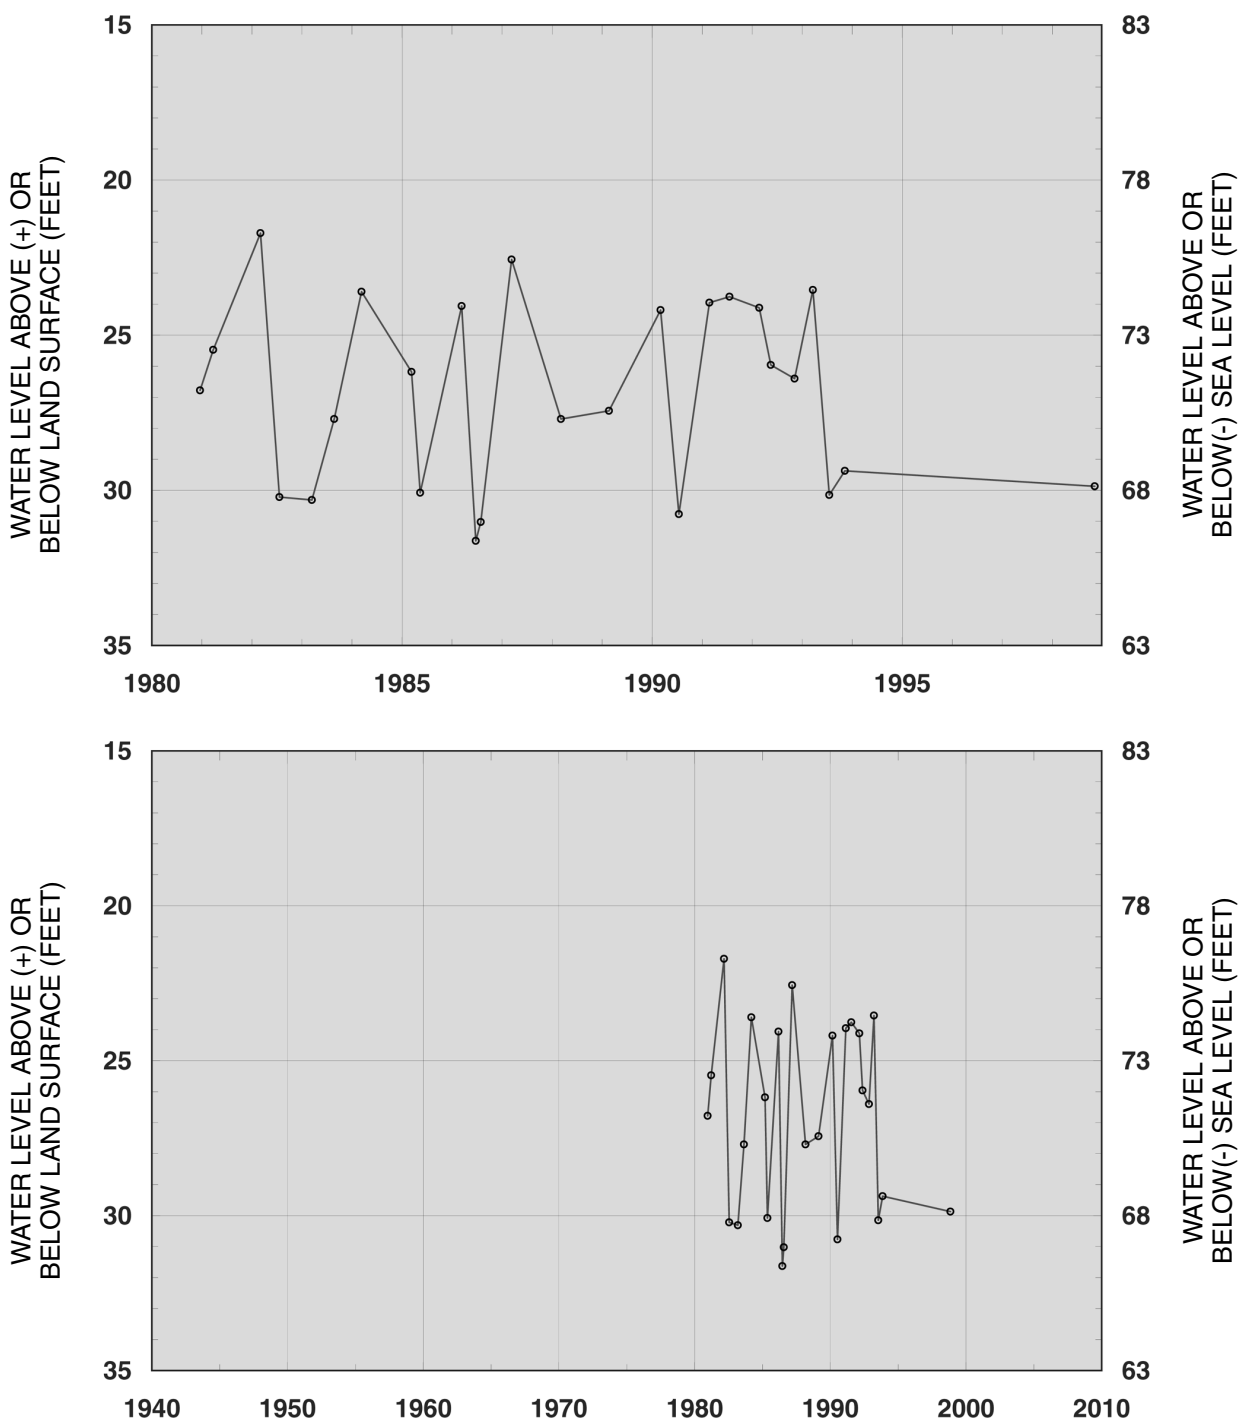 WATER LEVEL ABOVE (+) OR
BELOW LAND SURFACE (FEET)
15
20
25
30
35
83
78
73
68
63
WATER LEVEL ABOVE OR
BELOW(-) SEA LEVEL (FEET)
1980 1985 1990 1995
WATER LEVEL ABOVE (+) OR
BELOW LAND SURFACE (FEET)
15
20
25
30
35
83
78
73
68
63
WATER LEVEL ABOVE OR
BELOW(-) SEA LEVEL (FEET)
1940 1950 1960 1970 1980 1990 2000 2010